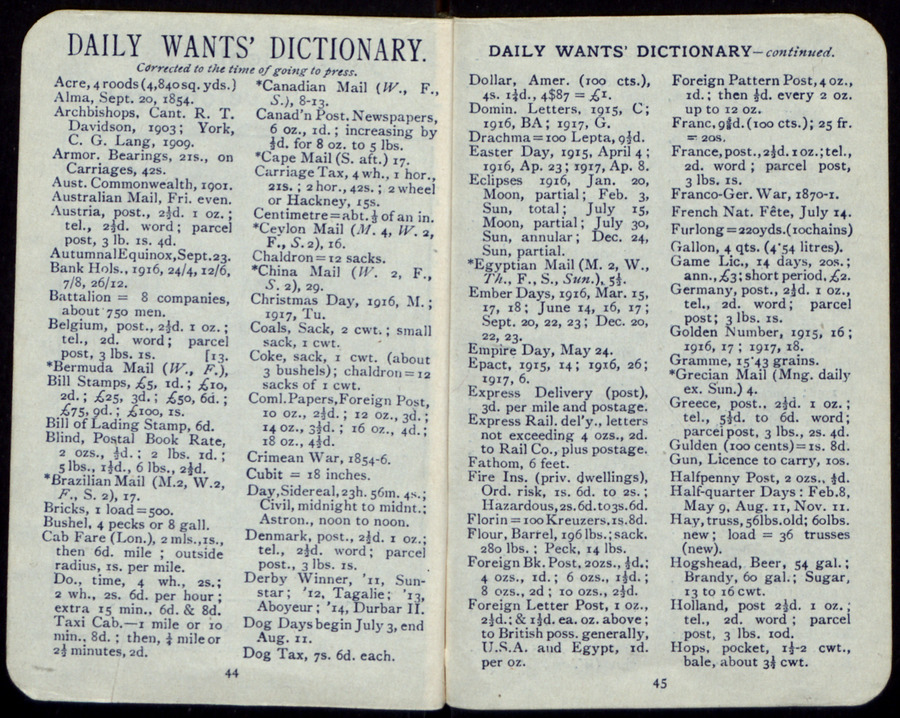 DAILY WANTS' DICTIONARY.
Corrected to the time of going to press.
Acre, 4 roods (4,840 sq. yds.)
Alma, Sept. 20, 1854.
Archbishops, Cant. R. T.
Davidson, 1903; York,
C. G. Lang, 1909.
Armor. Bearings, 21s., on
Carriages, 42s.
Aust. Commonwealth, 1901.
Australian Mail, Fri. even.
Austria, post., 2½d. 1 oz.;
tel., 2½d. word; parcel
post, 3 lb. 1s. 4d.
Autumnal Equinox, Sept. 23.
Bank Hols., 1916, 24/4, 12/6,
7/8, 26/12.
Battalion = 8 companies,
about 750 men.
Belgium, post., 2½d. 1 oz.;
tel., 2d. word; parcel
post, 3 lbs. 1s. [13.
*Bermuda Mail (W., F.),
Bill Stamps, £5, 1d.; £10,
2d.; £25, 3d.; £50, 6d.;
£75, 9d.; £100, 1s.
Bill of Lading Stamp, 6d.
Blind, Postal Book Rate,
2 ozs., ½d.; 2 lbs. 1d.;
5 lbs., 1½d., 6 lbs., 2½d.
*Brazilian Mail (M.2, W.2,
F., S. 2), 17.
Bricks, 1 load=500.
Bushel, 4 pecks or 8 gall.
Cab Fare (Lon.), 2 mls., 1s.,
then 6d. mile; outside
radius, 1s. per mile.
Do., time, 4 wh., 2s.;
2 wh., 2s. 6d. per hour;
extra 15 min., 6d. & 8d.
Taxi Cab.—1 mile or 10
min., 8d.; then, ¼ mile or
2½ minutes, 2d.
*Canadian Mail (W., F.,
S.), 8-13.
Canad'n Post. Newspapers,
6 oz., 1d.; increasing by
½d. for 8 oz. to 5 lbs.
*Cape Mail (S. aft.) 17.
Carriage Tax, 4 wh., 1 hor.,
21s.; 2 hor., 42s.; 2 wheel
or Hackney, 15s.
Centimetre=abt. ⅖ of an in.
*Ceylon Mail (M. 4, W. 2,
F., S. 2), 16.
Chaldron=12 sacks.
*China Mail (W. 2, F.,
S. 2), 29.
Christmas Day, 1916, M.;
1917, Tu.
Coals, Sack, 2 cwt.; small
sack, 1 cwt.
Coke, sack, 1 cwt. (about
3 bushels); chaldron=12
sacks of 1 cwt.
Coml. Papers, Foreign Post,
10 oz., 2½d.; 12 oz., 3d.;
14 oz., 3½d.; 16 oz., 4d.;
18 oz., 4½d.
Crimean War, 1854-6.
Cubit = 18 inches.
Day, Sidereal, 23h. 56m. 4s.;
Civil, midnight to midnt.;
Astron., noon to noon.
Denmark, post., 2½d. 1 oz.;
tel., 2½d. word; parcel
post., 3 lbs. 1s.
Derby Winner, '11, Sun-
star; '12, Tagalie; '13,
Aboyeur; '14, Durbar II.
Dog Days begin July 3, end
Aug. 11.
Dog Tax, 7s. 6d. each.
44
DAILY WANTS' DICTIONARY—continued.
Dollar, Amer. (100 cts.),
4s. 1½d., 4$87 = £1.
Domin. Letters, 1915, C;
1916, BA; 1917, G.
Drachma=100 Lepta, 9½d.
Easter Day, 1915, April 4;
1916, Ap. 23; 1917, Ap. 8.
Eclipses 1916, Jan. 20,
Moon, partial; Feb. 3,
Sun, total; July 15,
Moon, partial; July 30,
Sun, annular; Dec. 24,
Sun, partial.
*Egyptian Mail (M. 2, W.,
Th., F., S., Sun.), 5½.
Ember Days, 1916, Mar. 15,
17, 18; June 14, 16, 17;
Sept. 20, 22, 23; Dec. 20,
22, 23.
Empire Day, May 24.
Epact, 1915, 14; 1916, 26;
1917, 6.
Express Delivery (post),
3d. per mile and postage.
Express Rail. del'y., letters
not exceeding 4 ozs., 2d.
to Rail Co., plus postage.
Fathom, 6 feet.
Fire Ins. (priv. dwellings),
Ord. risk, 1s. 6d. to 2s.;
Hazardous, 2s. 6d. to 3s. 6d.
Florin=100 Kreuzers, 1s. 8d.
Flour, Barrel, 196 lbs.; sack.
280 lbs.; Peck, 14 lbs.
Foreign Bk. Post, 2ozs., ½d.;
4 ozs., 1d.; 6 ozs., 1½d.;
8 ozs., 2d; 10 ozs., 2½d.
Foreign Letter Post, 1 oz.,
2½d.: & 1½d. ea. oz. above;
to British poss. generally,
U.S.A. and Egypt, 1d.
per oz.
Foreign Pattern Post, 4 oz.,
1d.; then ½d. every 2 oz.
up to 12 oz.
Franc, 9⅝d. (100 cts.); 25 fr.
= 20s.
France, post., 2½d. 1 oz.; tel.,
2d. word; parcel post,
3 lbs. 1s.
Franco-Ger. War, 1870-1.
French Nat. Fête, July 14.
Furlong=220yds. (10chains)
Gallon, 4 qts. (4·54 litres).
Game Lic., 14 days, 20s.;
ann., £3; short period, £2.
Germany, post., 2½d. 1 oz.,
tel., 2d. word; parcel
post; 3 lbs. 1s.
Golden Number, 1915, 16;
1916, 17; 1917, 18.
Gramme, 15·43 grains.
*Grecian Mail (Mng. daily
ex. Sun.) 4.
Greece, post., 2½d. 1 oz.;
tel., 5½d. to 6d. word;
parcel post, 3 lbs., 2s. 4d.
Gulden (100 cents)=1s. 8d.
Gun, Licence to carry, 10s.
Halfpenny Post, 2 ozs., ½d.
Half-quarter Days: Feb. 8,
May 9, Aug. 11, Nov. 11.
Hay, truss, 56lbs. old; 60lbs.
new; load = 36 trusses
(new).
Hogshead, Beer, 54 gal.;
Brandy, 60 gal.; Sugar,
13 to 16 cwt.
Holland, post 2½d. 1 oz.;
tel., 2d. word; parcel
post, 3 lbs. 10d.
Hops, pocket, 1½-2 cwt.,
bale, about 3½ cwt.
45